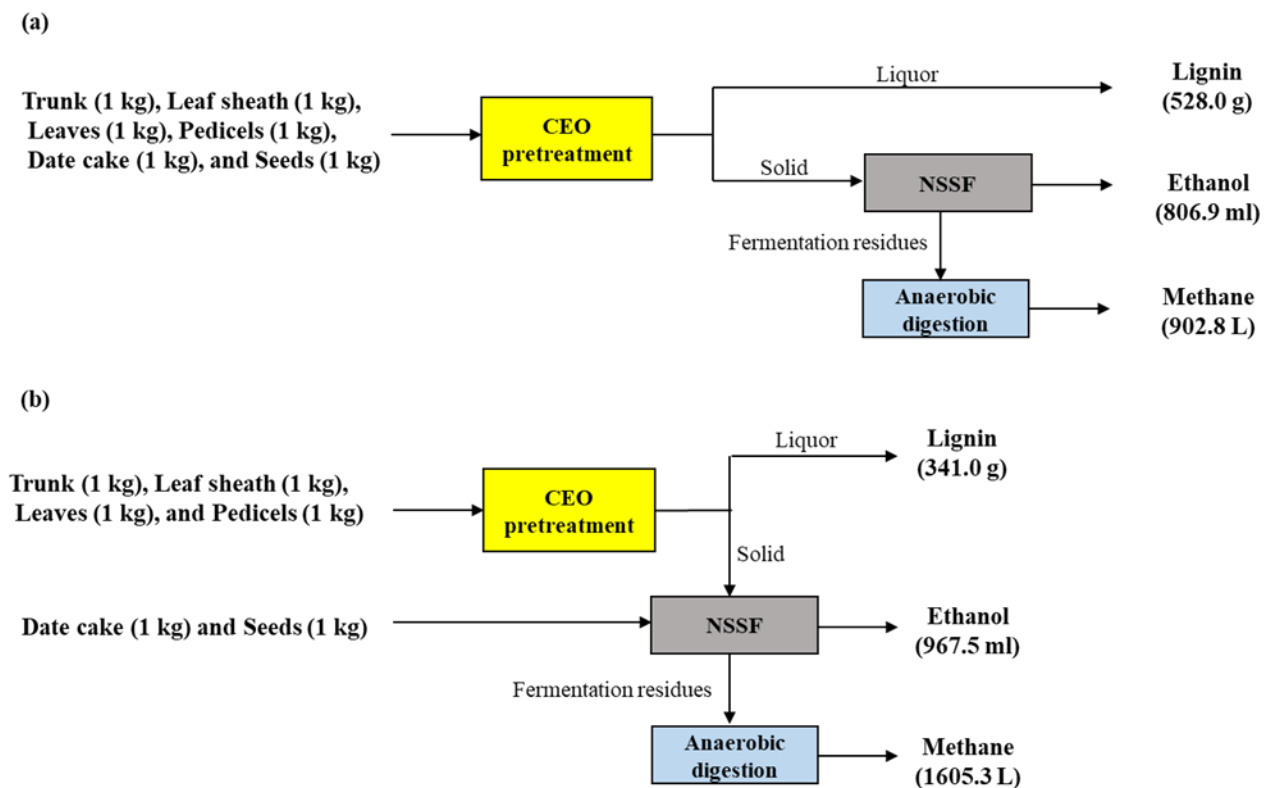 (a)
Trunk (1 kg), Leaf sheath (1 kg),
Leaves (1 kg), Pedicels (1 kg),
Date cake (1 kg), and Seeds (1 kg)
CEO
pretreatment
Liquor
Lignin
(528.0 g)
Solid
NSSF
Ethanol
(806.9 ml)
Fermentation residues
Anaerobic
digestion
Methane
(902.8 L)
(b)
Trunk (1 kg), Leaf sheath (1 kg),
Leaves (1 kg), and Pedicels (1 kg)
CEO
pretreatment
Liquor
Lignin
(341.0 g)
Solid
Date cake (1 kg) and Seeds (1 kg)
NSSF
Ethanol
(967.5 ml)
Fermentation residues
Anaerobic
digestion
Methane
(1605.3 L)